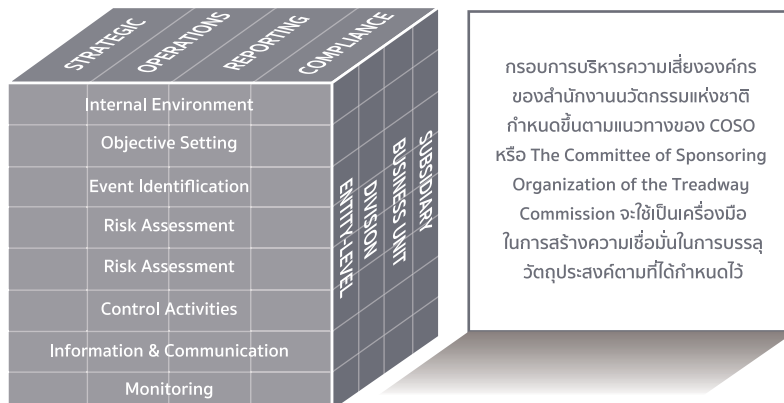 STRATEGIC
OPERATIONS
REPORTING
COMPLIANCE
Internal Environment
Objective Setting
Event Identiflication
Risk Assessment
Risk Assessment
Control Activities
Information & Communication
Monitoring
ENTITY-LEVEL
DIVISION
BUSINESS UNIT
SUBSIDIARY
กรอบการบริหารความเสี่ยงองค์กร
ของสำนักงานนวัตกรรมแห่งชาติ
กำหนดขึ้นตามแนวทางของ COSO
หรือ The Committee of Sponsoring
Organization of the Treadway
Commission จะใช้เป็นเครื่องมือ
ในการสร้างความเชื่อมั่นในการบรรลุ
วัตถุประสงค์ตามที่ได้กำหนดไว้